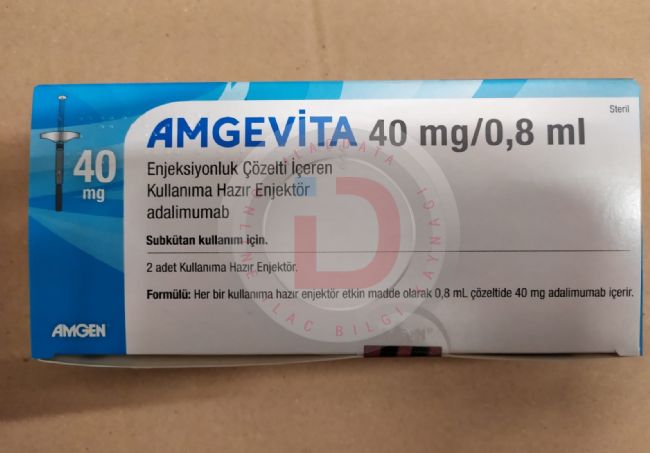 Steril
AMGEVİTA 40 mg/0,8 ml
40
mg
Enjeksiyonluk Çözelti İçeren
Kullanıma Hazır Enjektör
adalimumab
Subkütan kullanım için.
2 adet Kullanıma Hazır Enjektör.
Formülü: Her bir kullanıma hazır enjektör etkin madde olarak 0,8 mL çözeltide 40 mg adalimumab içerir.
AMGEN